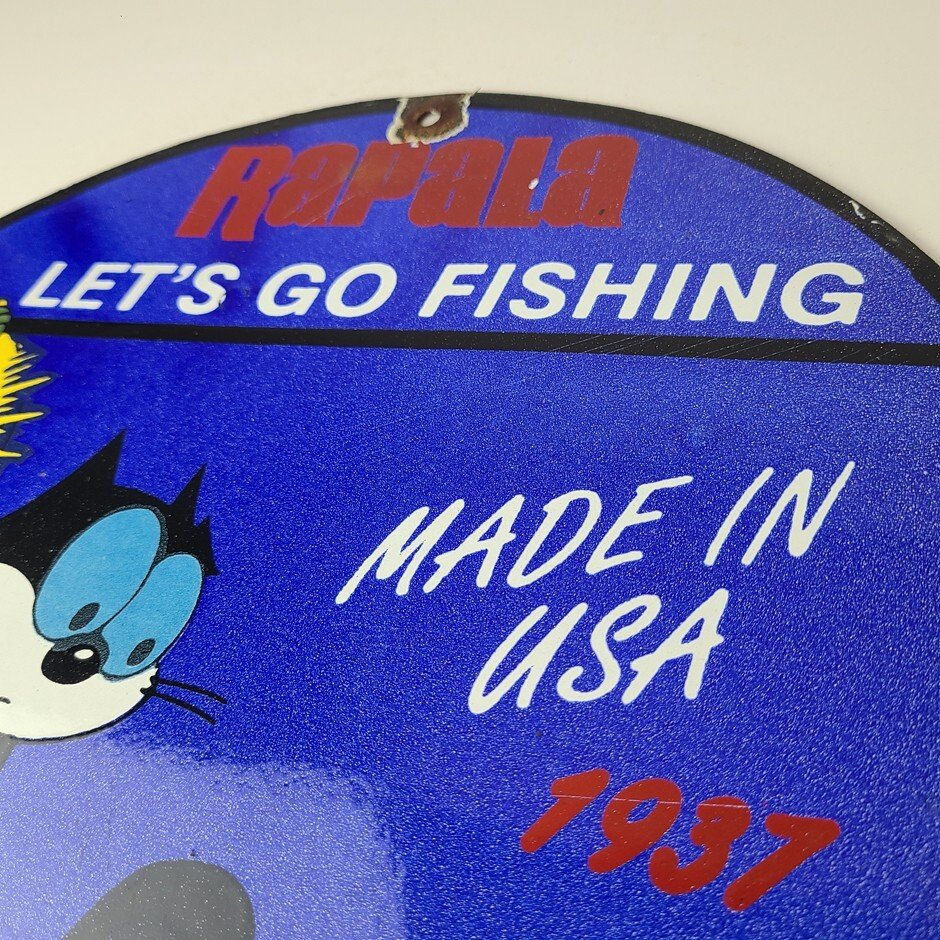 RAPALA
LET'S GO FISHING
MADE IN
USA
1937